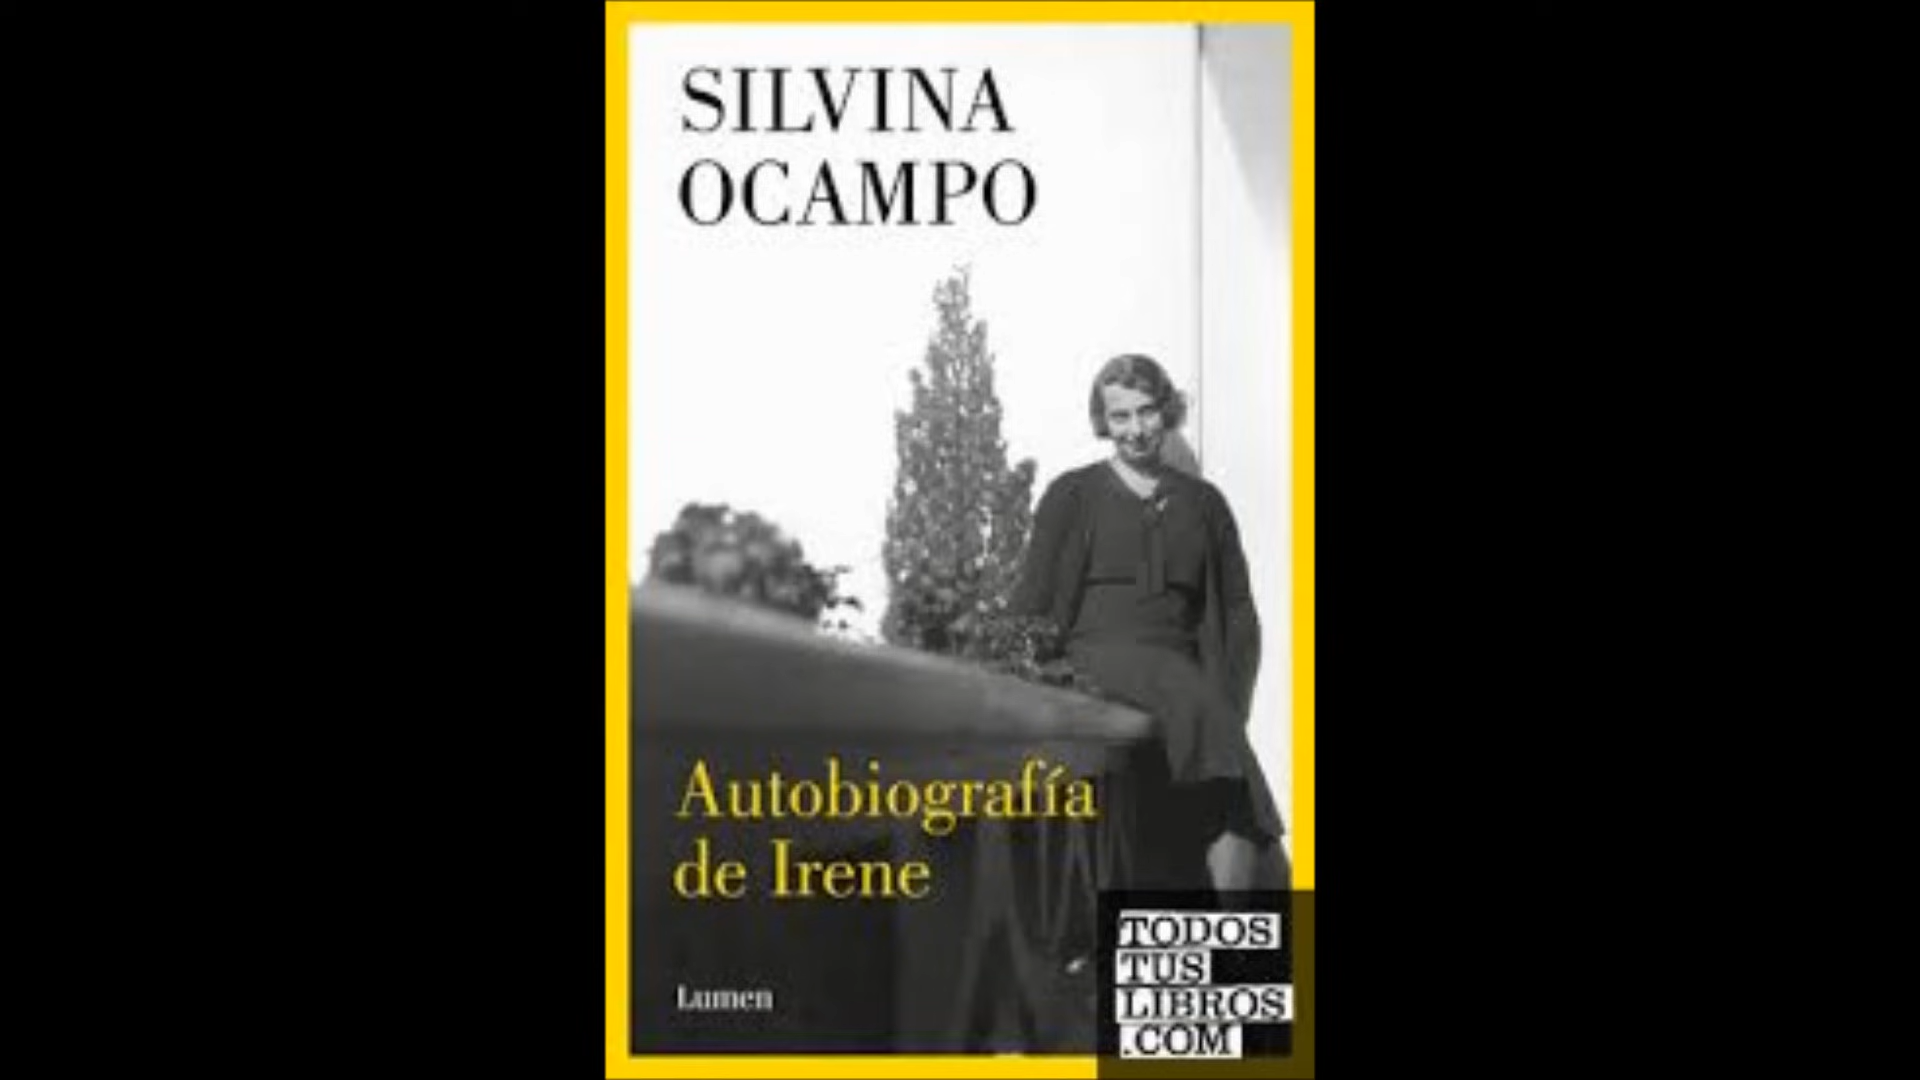 SILVINA
OCAMPO
Autobiografía
de Irene
Lumen
TODOS
TUS
LIBROS
.COM